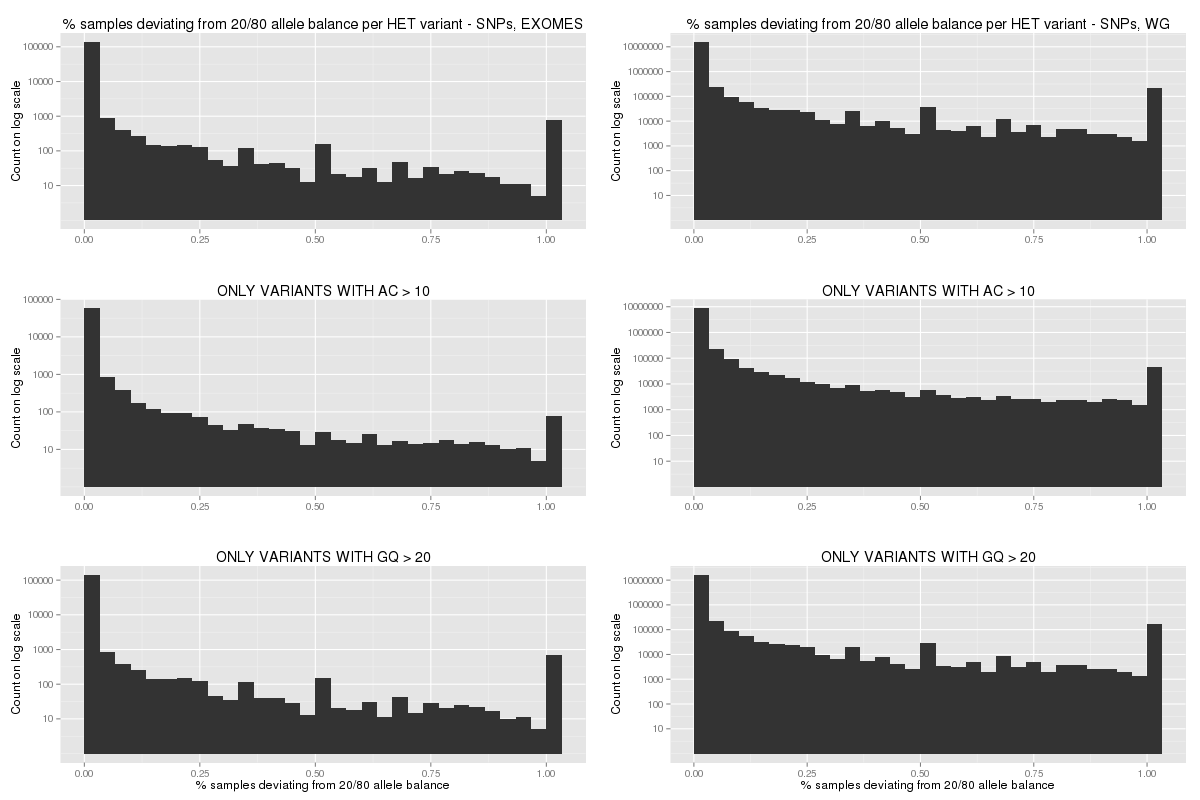 % samples deviating from 20/80 allele balance per HET variant - SNPs, EXOMES
Count on log scale
100000
10000
1000
100
10
0.00 0.25 0.50 0.75 1.00
% samples deviating from 20/80 allele balance per HET variant - SNPs, WG
Count on log scale
10000000
1000000
100000
10000
1000
100
10
0.00 0.25 0.50 0.75 1.00
ONLY VARIANTS WITH AC > 10
Count on log scale
100000
10000
1000
100
10
0.00 0.25 0.50 0.75 1.00
ONLY VARIANTS WITH AC > 10
Count on log scale
10000000
1000000
100000
10000
1000
100
10
0.00 0.25 0.50 0.75 1.00
ONLY VARIANTS WITH GQ > 20
Count on log scale
100000
10000
1000
100
10
0.00 0.25 0.50 0.75 1.00
% samples deviating from 20/80 allele balance
ONLY VARIANTS WITH GQ > 20
Count on log scale
10000000
1000000
100000
10000
1000
100
10
0.00 0.25 0.50 0.75 1.00
% samples deviating from 20/80 allele balance